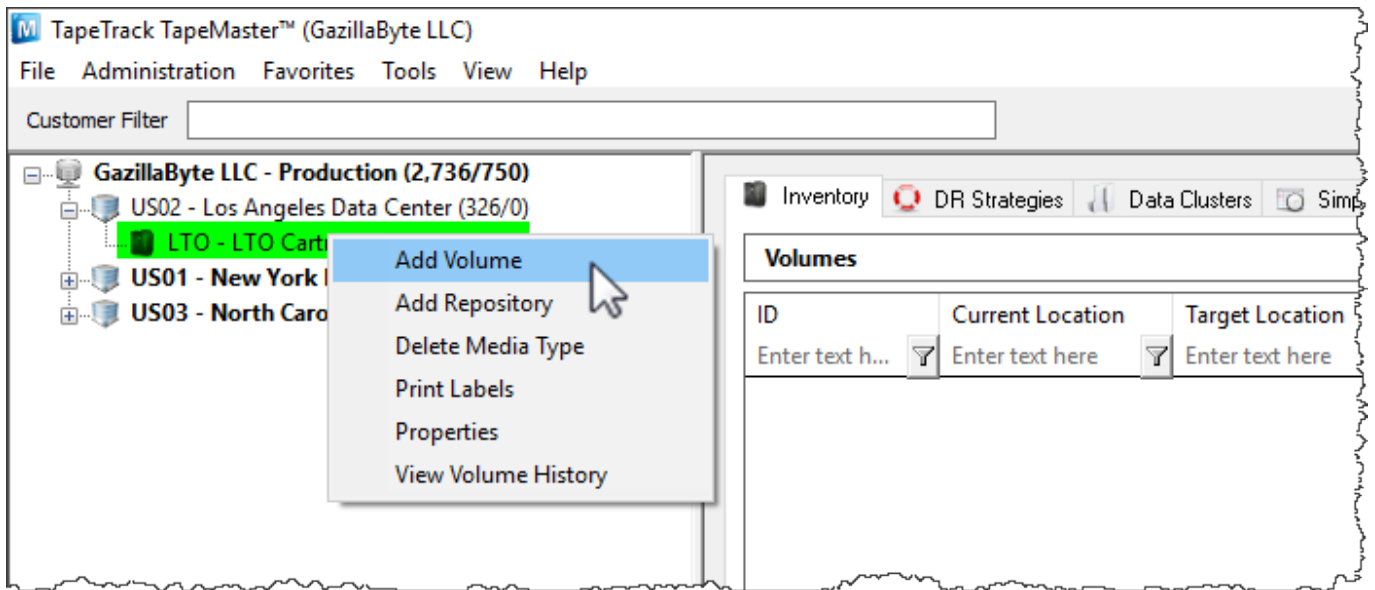 TapeTrack TapeMaster™ (GazillaByte LLC)
File Administration Favorites Tools View Help
Customer Filter
GazillaByte LLC - Production (2,736/750)
US02 - Los Angeles Data Center (326/0)
LTO - LTO
US01 - New York
US03 - North
Add Volume
Add Repository
Delete Media Type
Print Labels
Properties
View Volume History
Inventory DR Strategies Data Clusters
Volumes
ID Current Location Target Location
Enter text h... Enter text here Enter text here